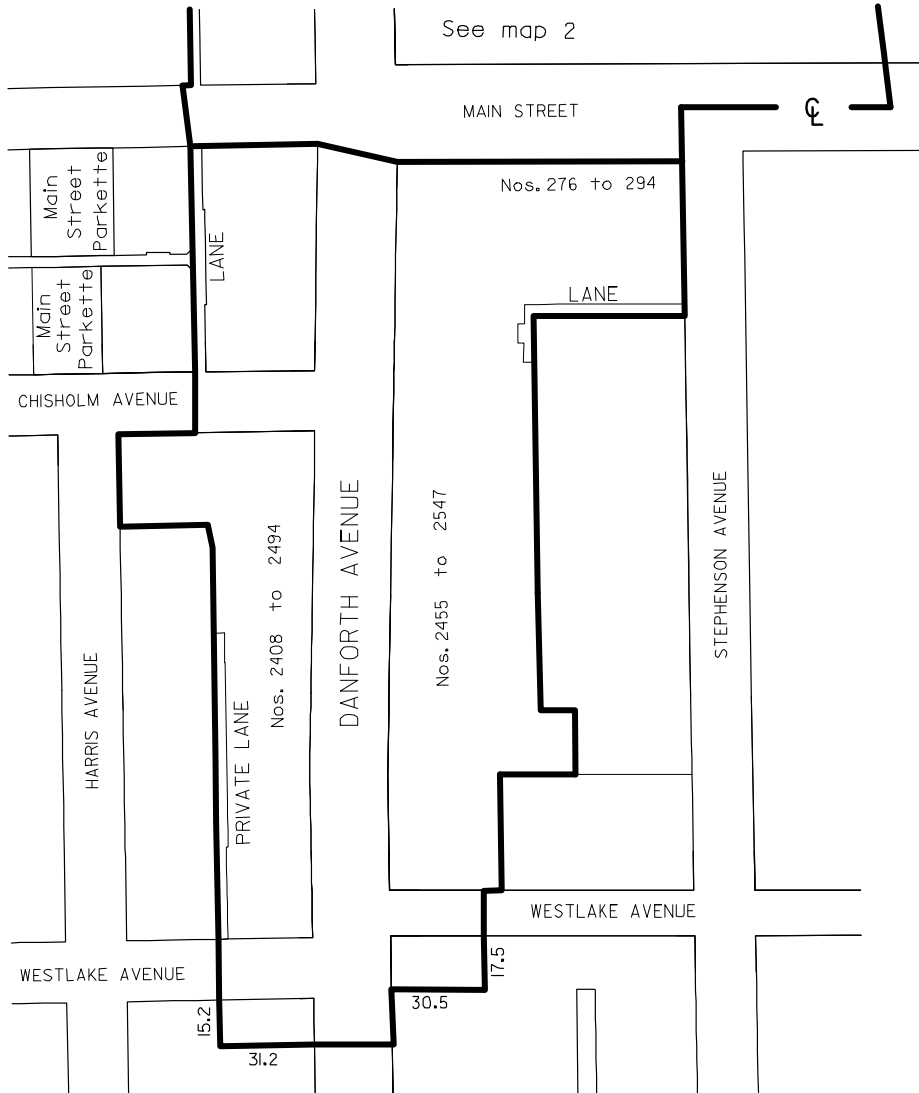 See map 2
MAIN STREET
℄
Nos. 276 to 294
Main
Street
Parkette
LANE
LANE
Main
Street
Parkette
CHISHOLM AVENUE
Nos. 2408 to 2494
DANFORTH AVENUE
Nos. 2455 to 2547
STEPHENSON AVENUE
HARRIS AVENUE
PRIVATE LANE
WESTLAKE AVENUE
WESTLAKE AVENUE
17.5
30.5
15.2
31.2